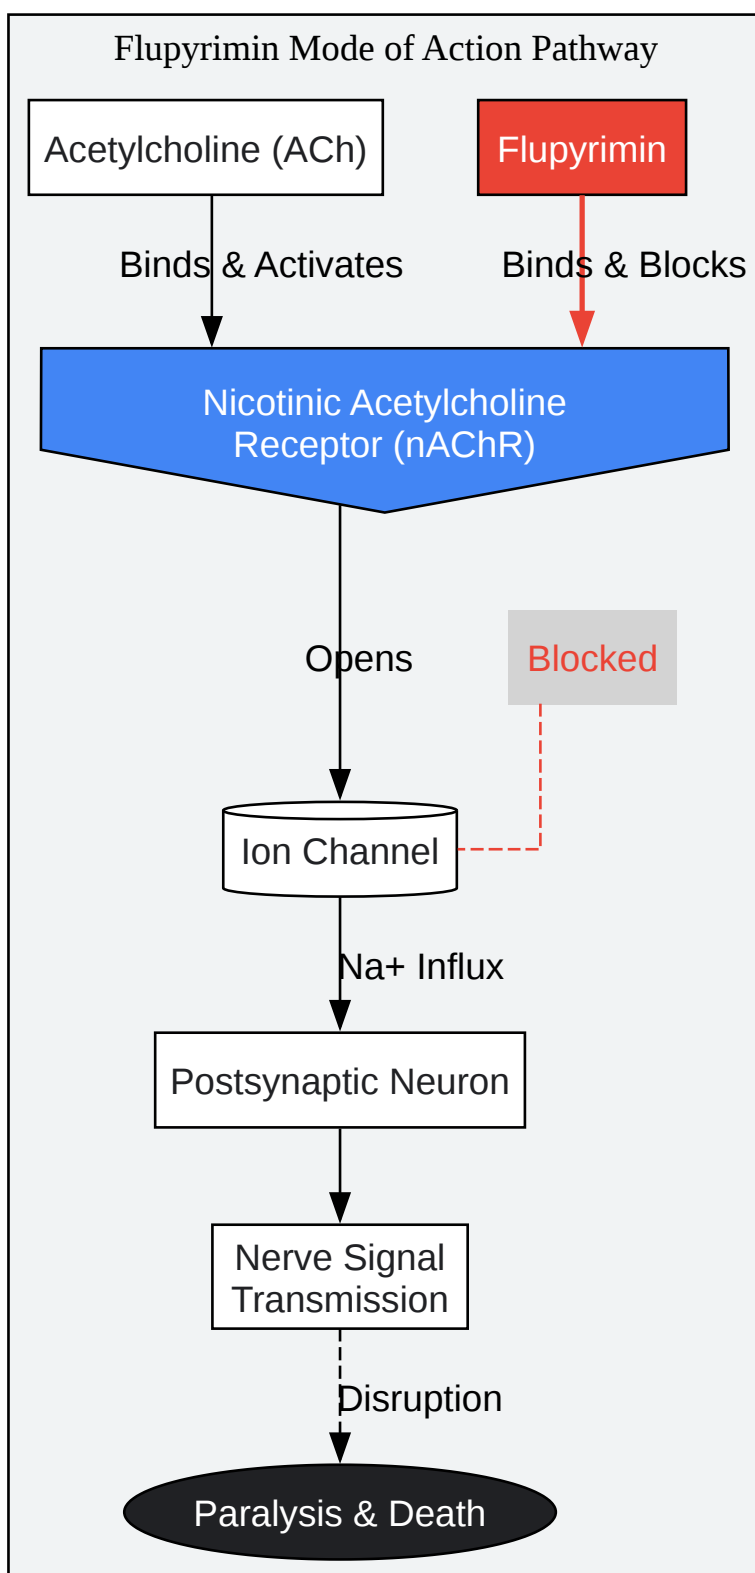 Flupyrimin Mode of Action Pathway
Acetylcholine (ACh)
Flupyrimin
Binds & Activates
Binds & Blocks
Nicotinic Acetylcholine
Receptor (nAChR)
Opens
Blocked
Ion Channel
Na+ Influx
Postsynaptic Neuron
Nerve Signal
Transmission
Disruption
Paralysis & Death